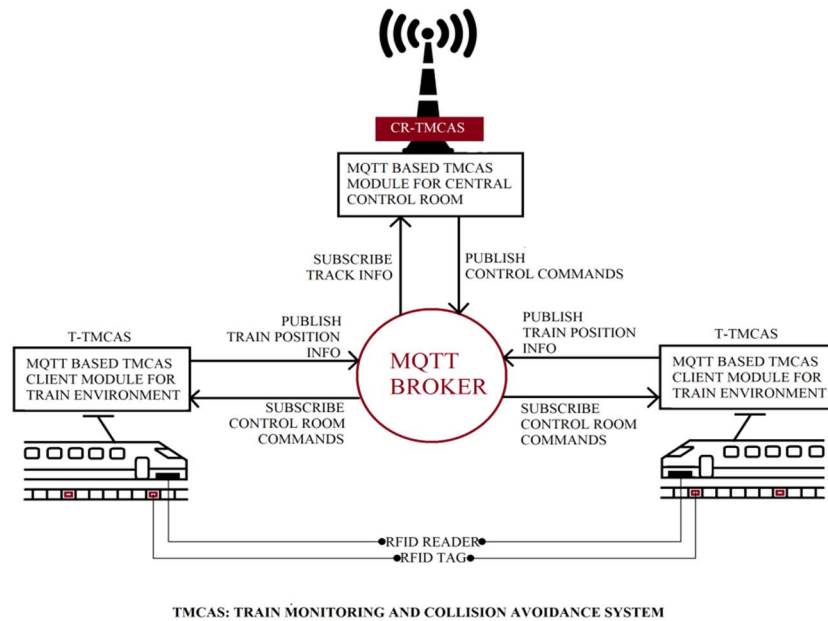 CR-TMCAS
MQTT BASED TMCAS
MODULE FOR CENTRAL
CONTROL ROOM
SUBSCRIBE
TRACK INFO
PUBLISH
CONTROL COMMANDS
T-TMCAS
MQTT BASED TMCAS
CLIENT MODULE FOR
TRAIN ENVIRONMENT
PUBLISH
TRAIN POSITION
INFO
SUBSCRIBE
CONTROL ROOM
COMMANDS
MQTT
BROKER
PUBLISH
TRAIN POSITION
INFO
SUBSCRIBE
CONTROL ROOM
COMMANDS
T-TMCAS
MQTT BASED TMCAS
CLIENT MODULE FOR
TRAIN ENVIRONMENT
RFID READER
RFID TAG
TMCAS: TRAIN MONITORING AND COLLISION AVOIDANCE SYSTEM